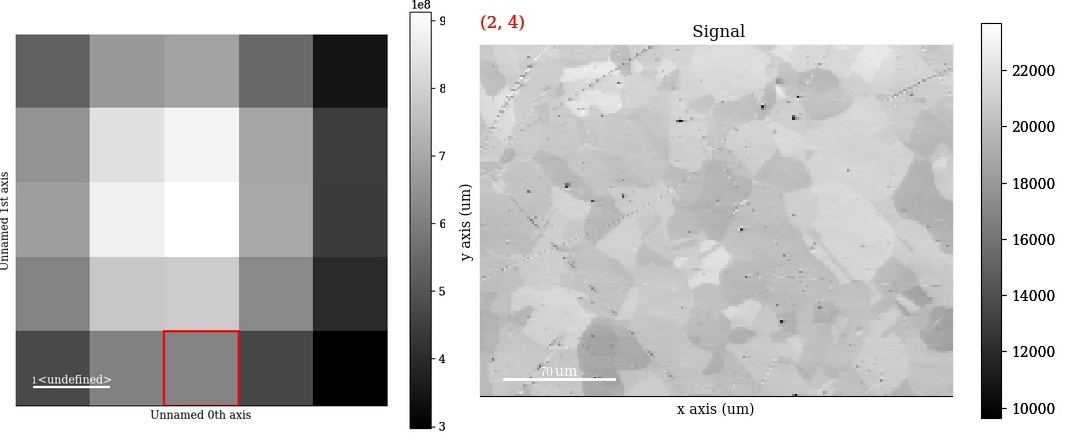 1e8
9
8
7
6
5
4
3
Unnamed 1st axis
1<undefined>
Unnamed 0th axis
(2, 4)
Signal
y axis (um)
70 um
x axis (um)
22000
20000
18000
16000
14000
12000
10000